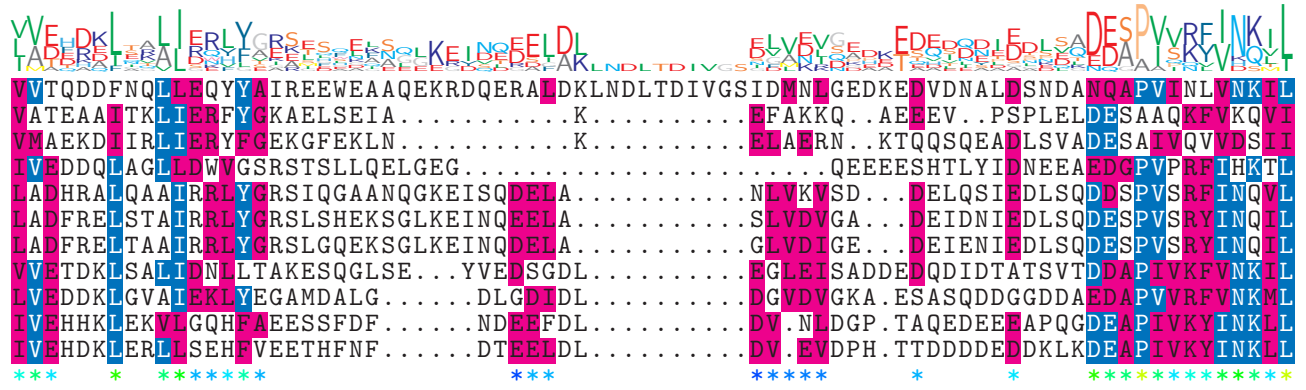 VVTQDDFNQLLEQYYAIREEWEAAQEKRDQERALDKLNDLTDIVGSIDMNLGEDKEDVDNALDSNDANQAPVINLVNKIL
VATEAAITKLIERFYGKAELSEIA...........K..........EFAKKQ..AEEEV..PSPLELDESAAQKFVKQVI
VMAEKDIIRLIERYFGEKGFEKLN...........K..........ELAERN..KTQQSQEADLSVADESAIVQVVDSII
IVEDDQLAGLLDWVGSRSTSLLQELGEG.......................QEEEESHTLYIDNEEAEDGPVPRFIHKTL
LADHRALQAAIRRLYGRSIQGAANQGKEISQDELA...........NLVKVSD...DELQSIEDLSQDDSPVSRFINQVL
LADFRELSTAIRRLYGRSLSHEKSGLKEINQEELA...........SLVDVGA...DEIDNIEDLSQDESPVSRYINQIL
LADFRELTAAIRRLYGRSLGQEKSGLKEINQDELA...........GLVDIGE...DEIENIEDLSQDESPVSRYINQIL
VVETDKLSALIDNLLTAKESQGLSE...YVEDSGDL..........EGLEISADDEDQDIDTATSVTDDAPIVKFVNKIL
LVEDDKLGVAIEKLYEGAMDALG......DLGDIDL..........DGVDVGKA.ESASQDDGGDDAEDAPVVRFVNKML
IVEHHKLEKVLGQHFAEESSFDF......NDEEFDL..........DV.NLDGP.TAQEDEEEAPQGDEAPIVKYINKLL
IVEHDKLERLLSEHFVEETHFNF......DTEELDL..........DV.EVDPH.TTDDDDEDDKLKDEAPIVKYINKLL